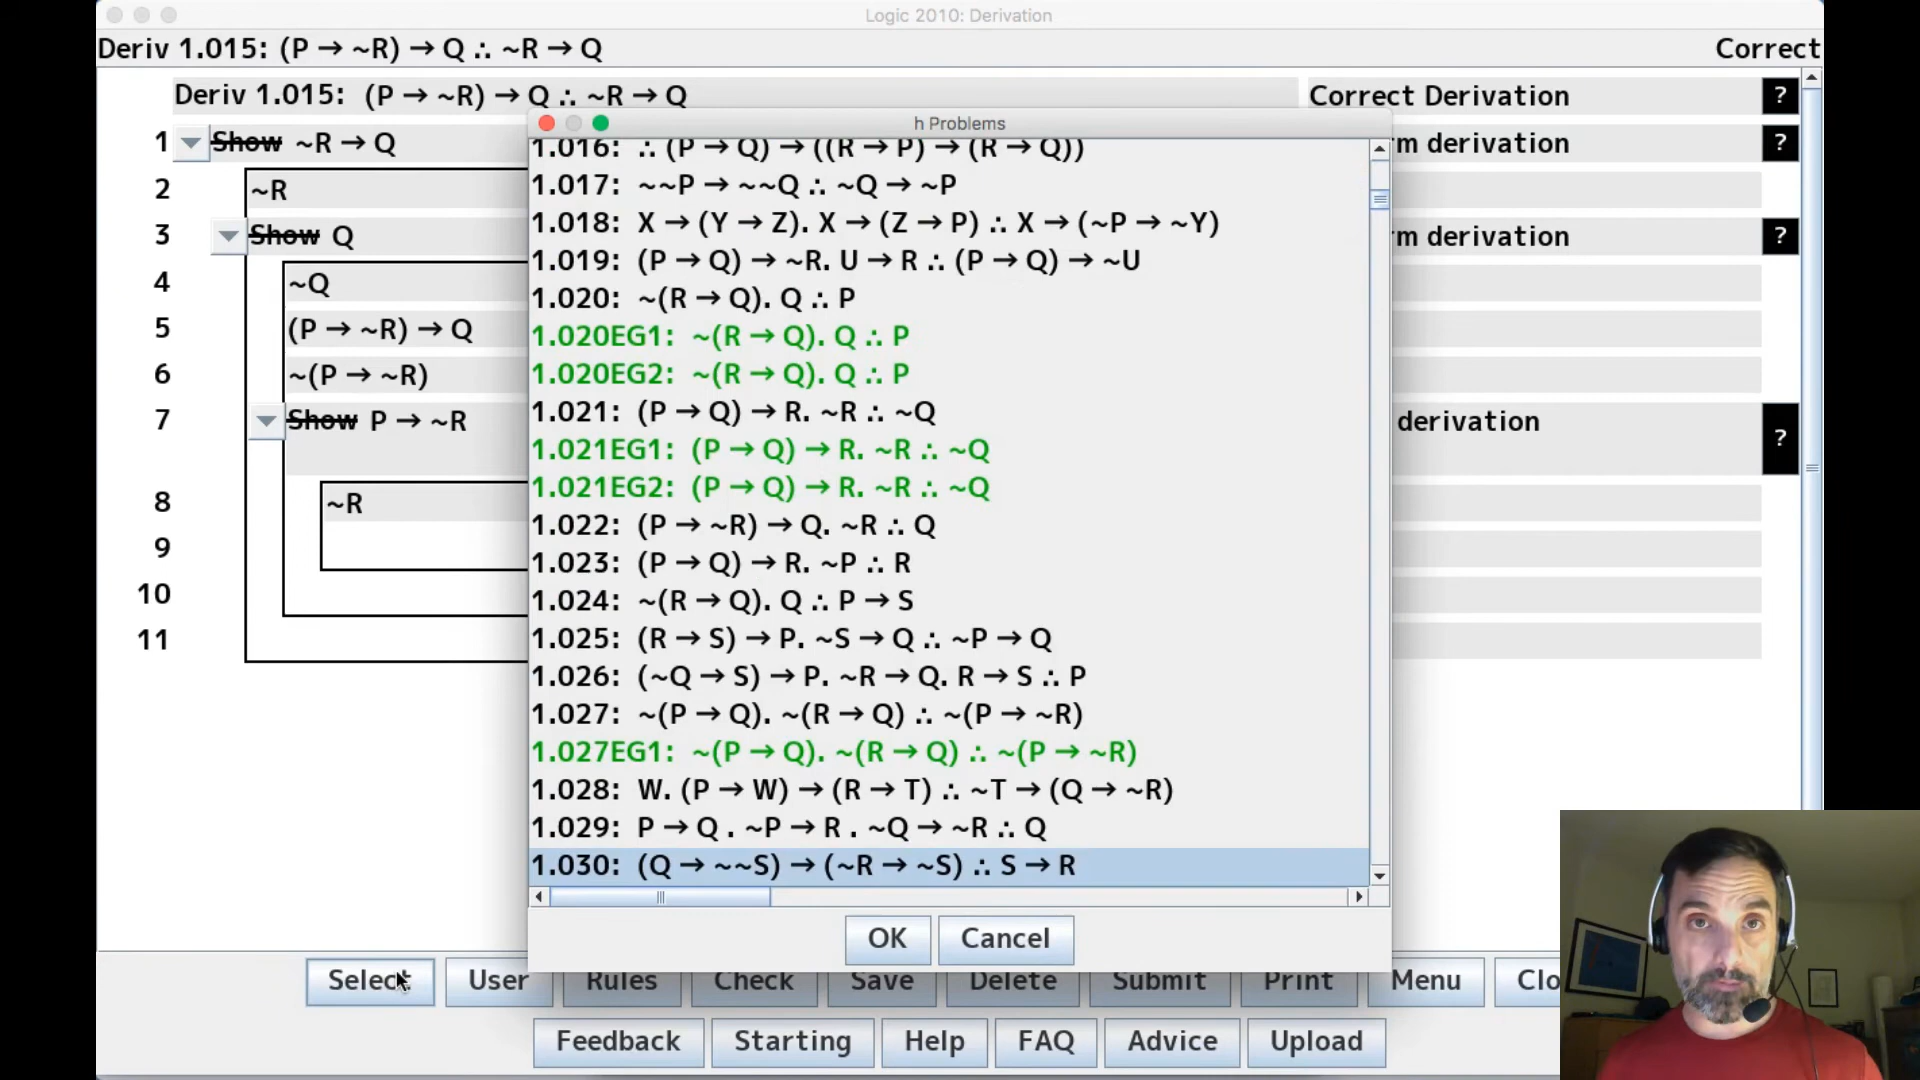 Logic 2010: Derivation
Deriv 1.015: (P → ~R) → Q ∴ ~R → Q Correct
Deriv 1.015: (P → ~R) → Q ∴ ~R → Q Correct Derivation ?
h Problems
1 Show ~R → Q m derivation ?
2 ~R
3 Show Q m derivation ?
4 ~Q
5 (P → ~R) → Q
6 ~(P → ~R)
7 Show P → ~R derivation ?
8 ~R
9
10
11
1.016: ∴ (P → Q) → ((R → P) → (R → Q))
1.017: ~~P → ~~Q ∴ ~Q → ~P
1.018: X → (Y → Z). X → (Z → P) ∴ X → (~P → ~Y)
1.019: (P → Q) → ~R. U → R ∴ (P → Q) → ~U
1.020: ~(R → Q). Q ∴ P
1.020EG1: ~(R → Q). Q ∴ P
1.020EG2: ~(R → Q). Q ∴ P
1.021: (P → Q) → R. ~R ∴ ~Q
1.021EG1: (P → Q) → R. ~R ∴ ~Q
1.021EG2: (P → Q) → R. ~R ∴ ~Q
1.022: (P → ~R) → Q. ~R ∴ Q
1.023: (P → Q) → R. ~P ∴ R
1.024: ~(R → Q). Q ∴ P → S
1.025: (R → S) → P. ~S → Q ∴ ~P → Q
1.026: (~Q → S) → P. ~R → Q. R → S ∴ P
1.027: ~(P → Q). ~(R → Q) ∴ ~(P → ~R)
1.027EG1: ~(P → Q). ~(R → Q) ∴ ~(P → ~R)
1.028: W. (P → W) → (R → T) ∴ ~T → (Q → ~R)
1.029: P → Q . ~P → R . ~Q → ~R ∴ Q
1.030: (Q → ~~S) → (~R → ~S) ∴ S → R
OK Cancel
Select User Rules Check Save Delete Submit Print Menu Clo
Feedback Starting Help FAQ Advice Upload